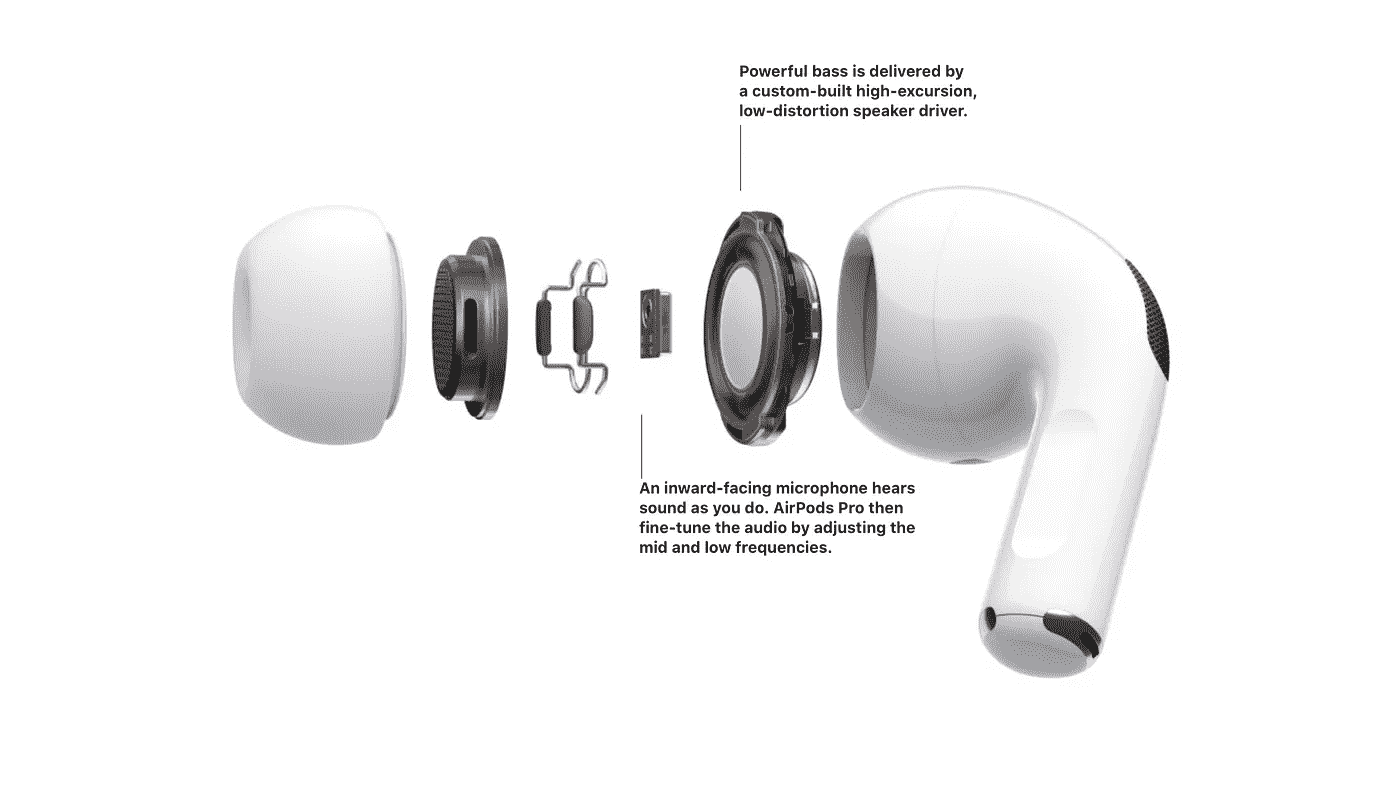 Powerful bass is delivered by
a custom-built high-excursion,
low-distortion speaker driver.
An inward-facing microphone hears
sound as you do. AirPods Pro then
fine-tune the audio by adjusting the
mid and low frequencies.